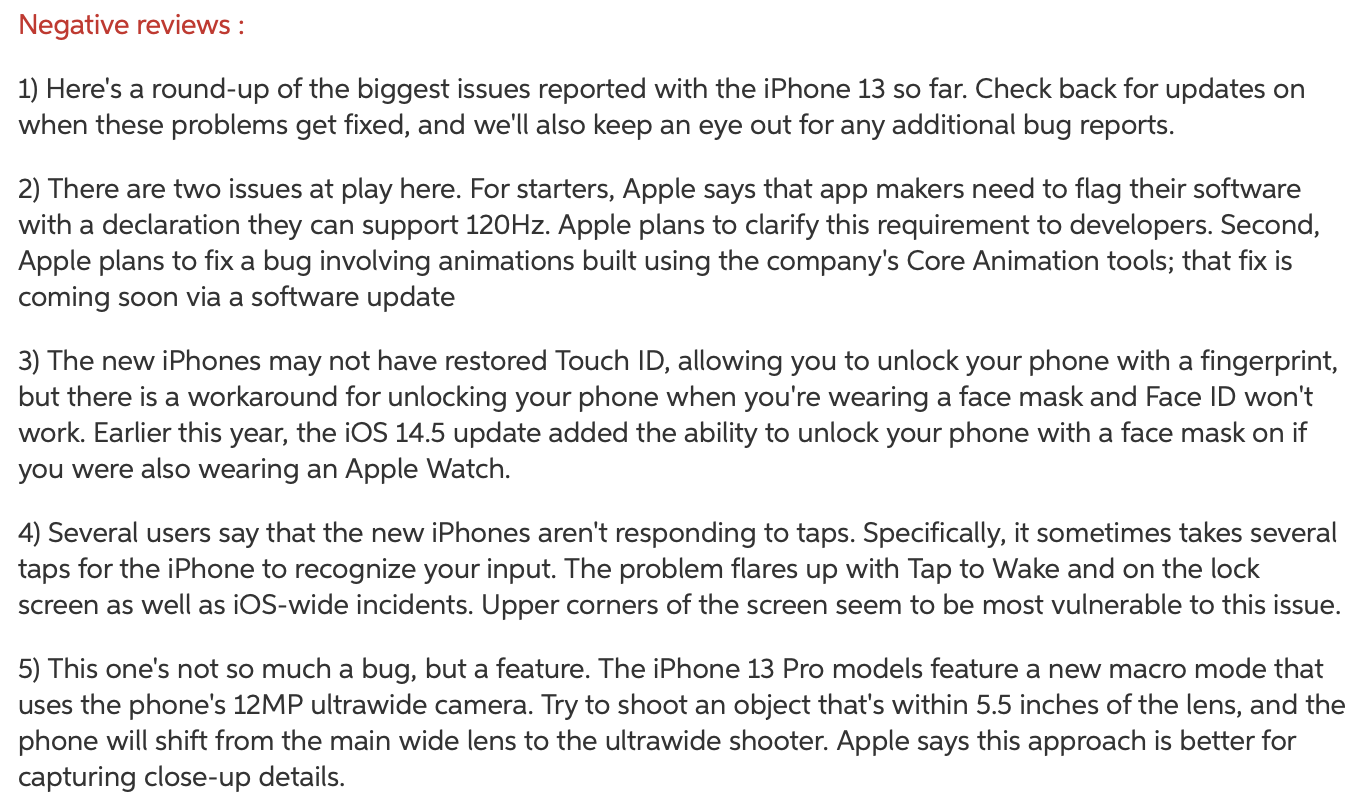 Negative reviews :
1) Here's a round-up of the biggest issues reported with the iPhone 13 so far. Check back for updates on
when these problems get fixed, and we'll also keep an eye out for any additional bug reports.
2) There are two issues at play here. For starters, Apple says that app makers need to flag their software
with a declaration they can support 120Hz. Apple plans to clarify this requirement to developers. Second,
Apple plans to fix a bug involving animations built using the company's Core Animation tools; that fix is
coming soon via a software update
3) The new iPhones may not have restored Touch ID, allowing you to unlock your phone with a fingerprint,
but there is a workaround for unlocking your phone when you're wearing a face mask and Face ID won't
work. Earlier this year, the iOS 14.5 update added the ability to unlock your phone with a face mask on if
you were also wearing an Apple Watch.
4) Several users say that the new iPhones aren't responding to taps. Specifically, it sometimes takes several
taps for the iPhone to recognize your input. The problem flares up with Tap to Wake and on the lock
screen as well as iOS-wide incidents. Upper corners of the screen seem to be most vulnerable to this issue.
5) This one's not so much a bug, but a feature. The iPhone 13 Pro models feature a new macro mode that
uses the phone's 12MP ultrawide camera. Try to shoot an object that's within 5.5 inches of the lens, and the
phone will shift from the main wide lens to the ultrawide shooter. Apple says this approach is better for
capturing close-up details.